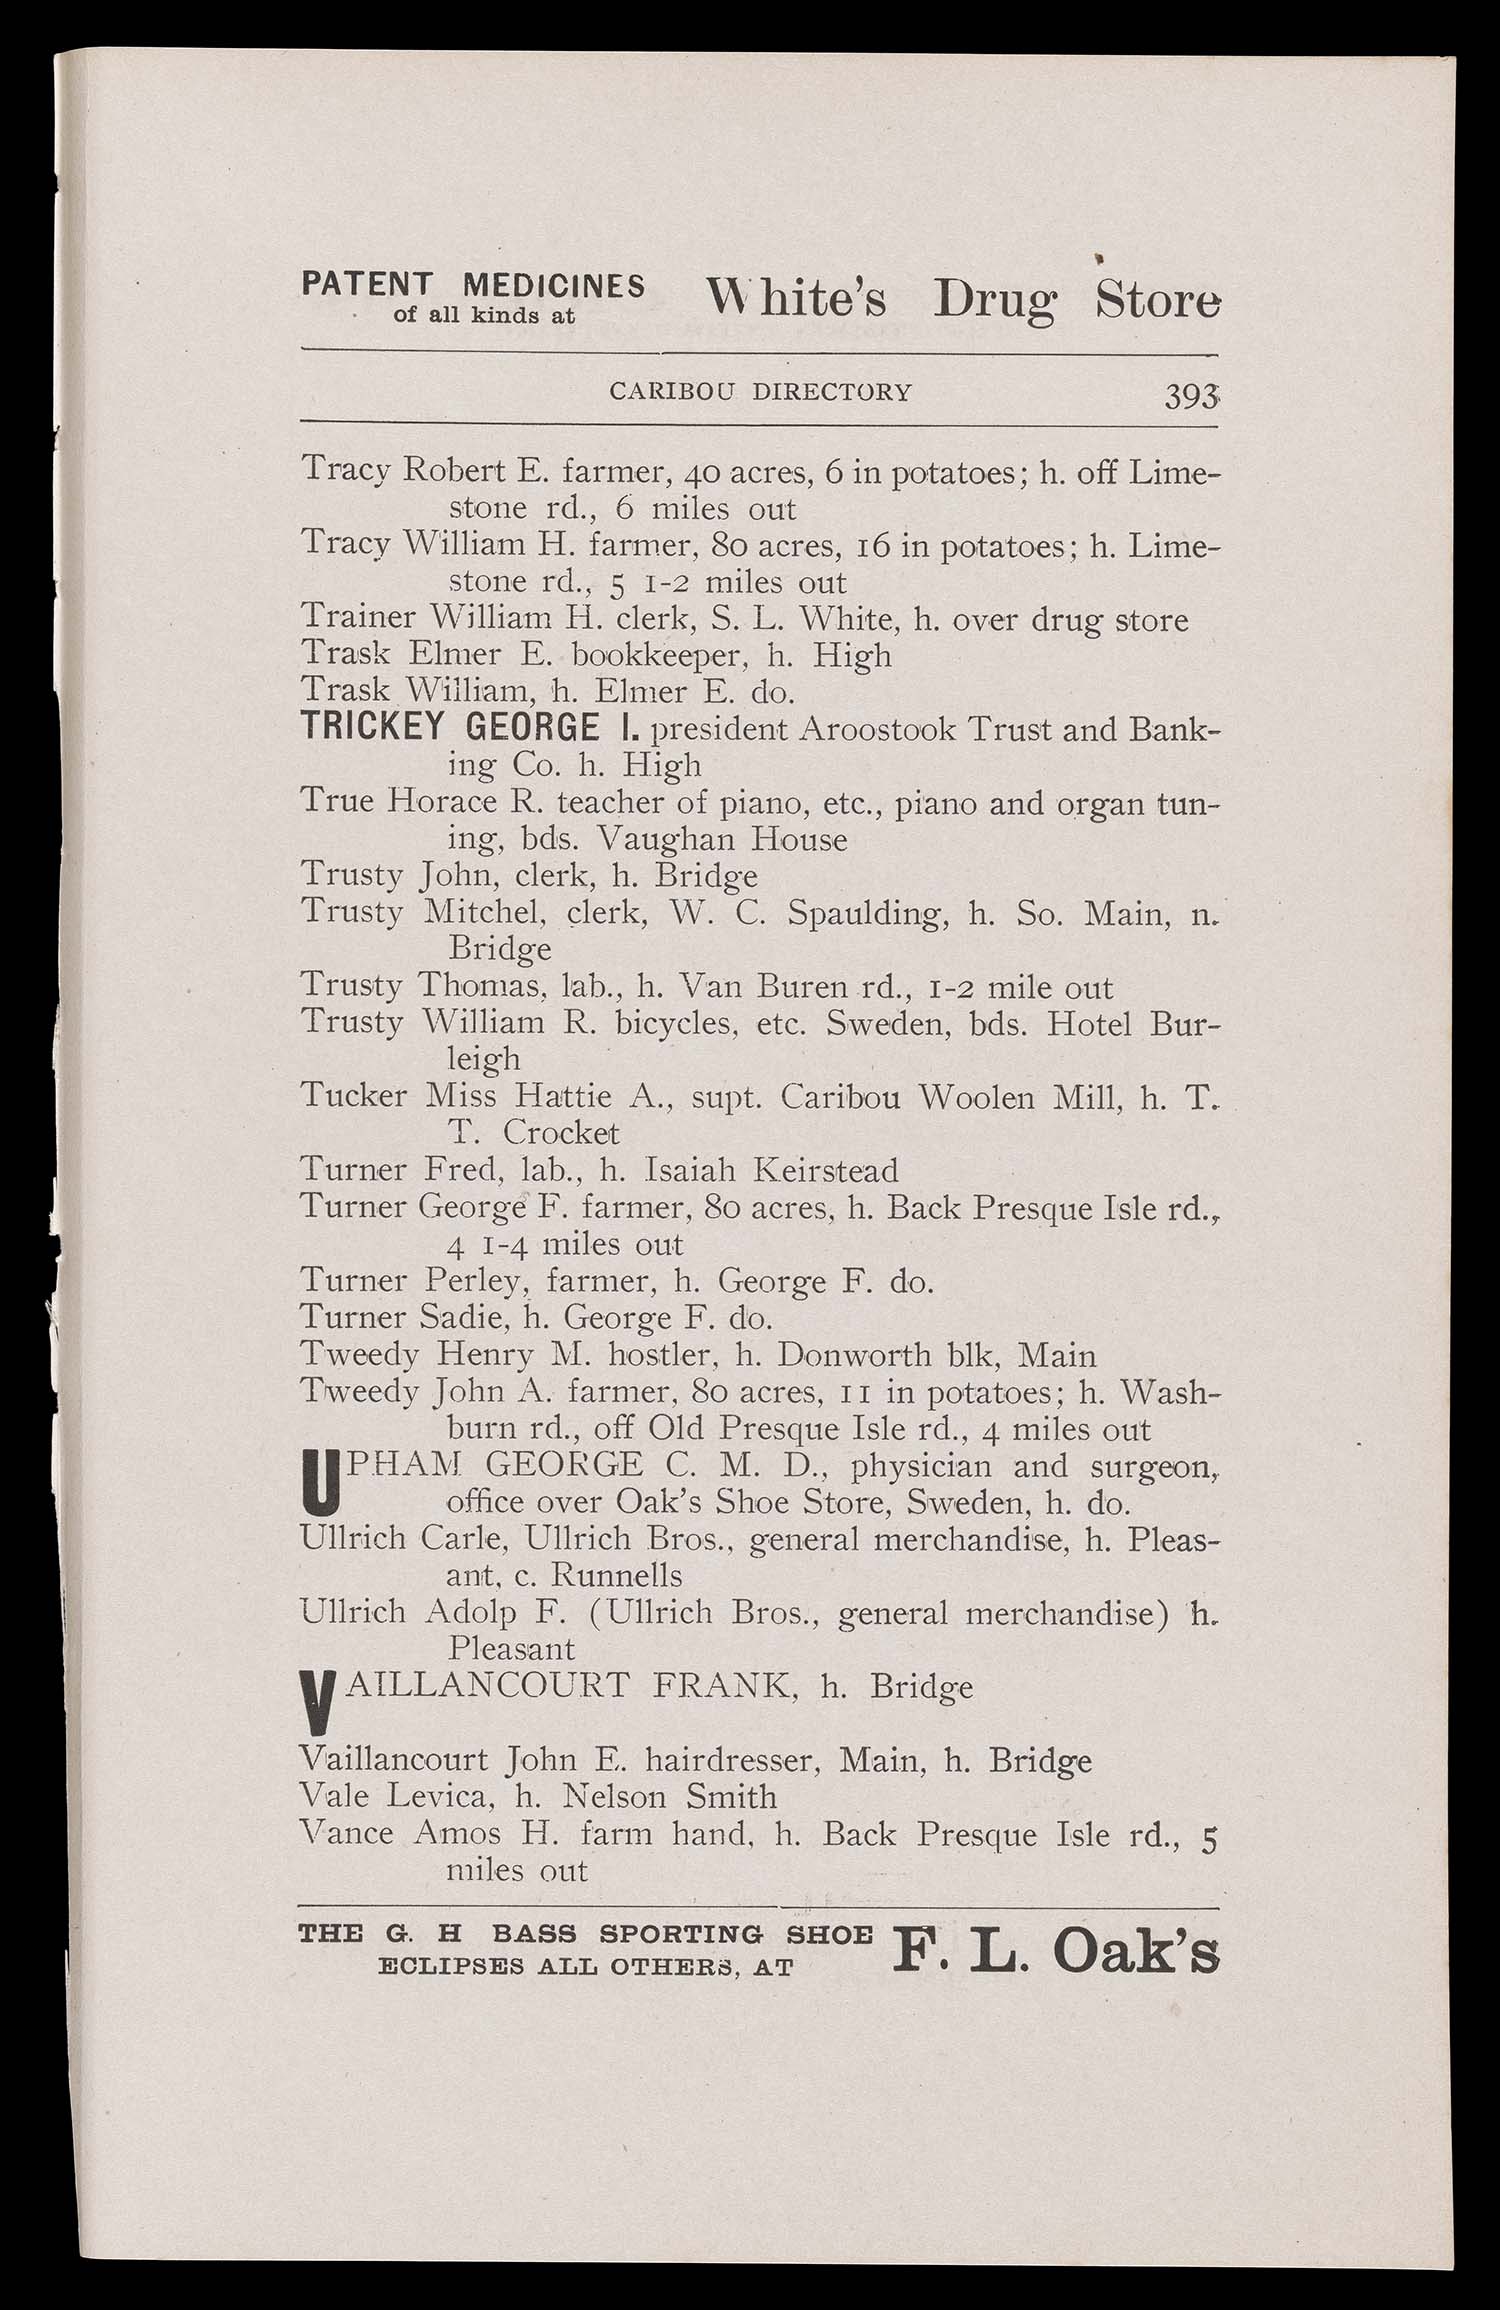 PATENT MEDICINES
of all kinds at
White's Drug Store
CARIBOU DIRECTORY 393
Tracy Robert E. farmer, 40 acres, 6 in potatoes; h. off Lime-
stone rd., 6 miles out
Tracy William H. farmer, 80 acres, 16 in potatoes; h. Lime-
stone rd., 5 1-2 miles out
Trainer William H. clerk, S. L. White, h. over drug store
Trask Elmer E. bookkeeper, h. High
Trask William, h. Elmer E. do.
TRICKEY GEORGE I. president Aroostook Trust and Bank-
ing Co. h. High
True Horace R. teacher of piano, etc., piano and organ tun-
ing, bds. Vaughan House
Trusty John, clerk, h. Bridge
Trusty Mitchel, clerk, W. C. Spaulding, h. So. Main, n.
Bridge
Trusty Thomas, lab., h. Van Buren rd., 1-2 mile out
Trusty William R. bicycles, etc. Sweden, bds. Hotel Bur-
leigh
Tucker Miss Hattie A., supt. Caribou Woolen Mill, h. T.
T. Crocket
Turner Fred, lab., h. Isaiah Keirstead
Turner George F. farmer, 80 acres, h. Back Presque Isle rd.,
4 1-4 miles out
Turner Perley, farmer, h. George F. do.
Turner Sadie, h. George F. do.
Tweedy Henry M. hostler, h. Donworth blk, Main
Tweedy John A. farmer, 80 acres, 11 in potatoes; h. Wash-
burn rd., off Old Presque Isle rd., 4 miles out
UPHAM GEORGE C. M. D., physician and surgeon,
office over Oak's Shoe Store, Sweden, h. do.
Ullrich Carle, Ullrich Bros., general merchandise, h. Pleas-
ant, c. Runnells
Ullrich Adolp F. (Ullrich Bros., general merchandise) h.
Pleasant
VAILLANCOURT FRANK, h. Bridge
Vaillancourt John E. hairdresser, Main, h. Bridge
Vale Levica, h. Nelson Smith
Vance Amos H. farm hand, h. Back Presque Isle rd., 5
miles out
THE G. H BASS SPORTING SHOE
ECLIPSES ALL OTHERS, AT
F. L. Oak's